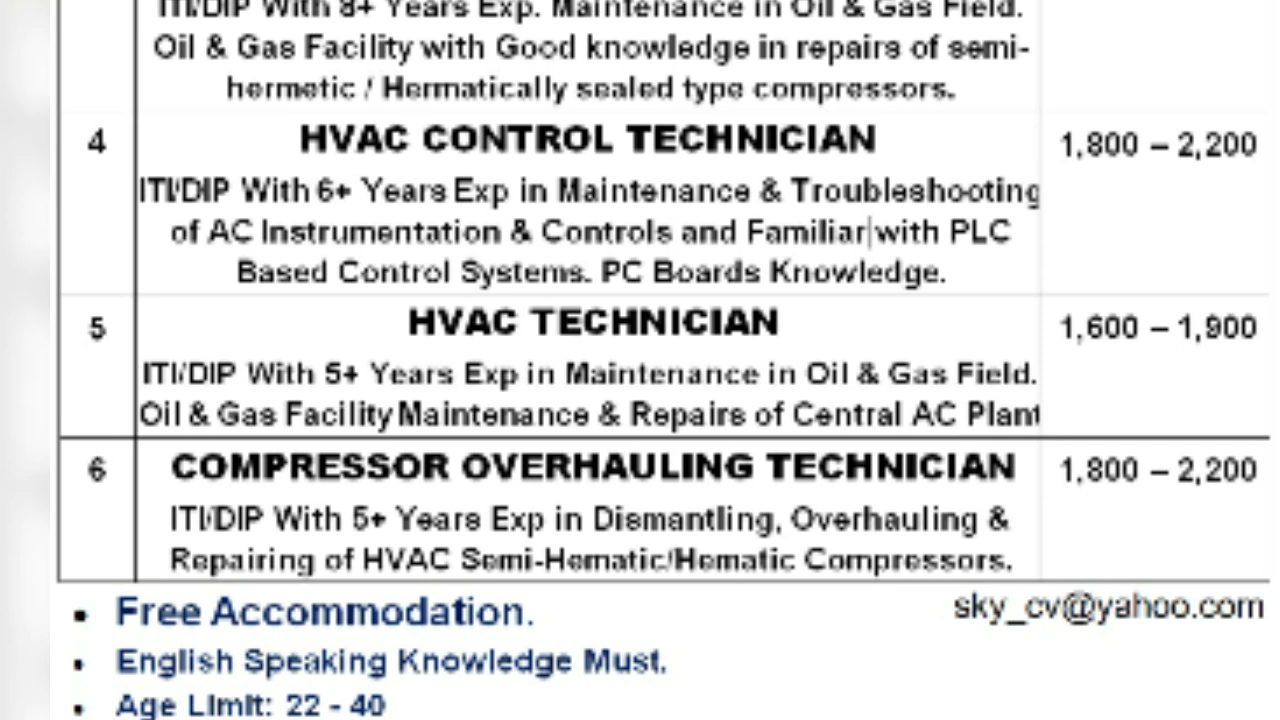 ITI/DIP With 8+ Years Exp. Maintenance in Oil & Gas Field.
Oil & Gas Facility with Good knowledge in repairs of semi-
hermetic / Hermatically sealed type compressors.
4 HVAC CONTROL TECHNICIAN 1,800 – 2,200
ITI/DIP With 6+ Years Exp in Maintenance & Troubleshooting
of AC Instrumentation & Controls and Familiar with PLC
Based Control Systems. PC Boards Knowledge.
5 HVAC TECHNICIAN 1,600 – 1,900
ITI/DIP With 5+ Years Exp in Maintenance in Oil & Gas Field.
Oil & Gas Facility Maintenance & Repairs of Central AC Plant
6 COMPRESSOR OVERHAULING TECHNICIAN 1,800 – 2,200
ITI/DIP With 5+ Years Exp in Dismantling, Overhauling &
Repairing of HVAC Semi-Hematic/Hematic Compressors.
• Free Accommodation. sky_cv@yahoo.com
• English Speaking Knowledge Must.
• Age Limit: 22 - 40